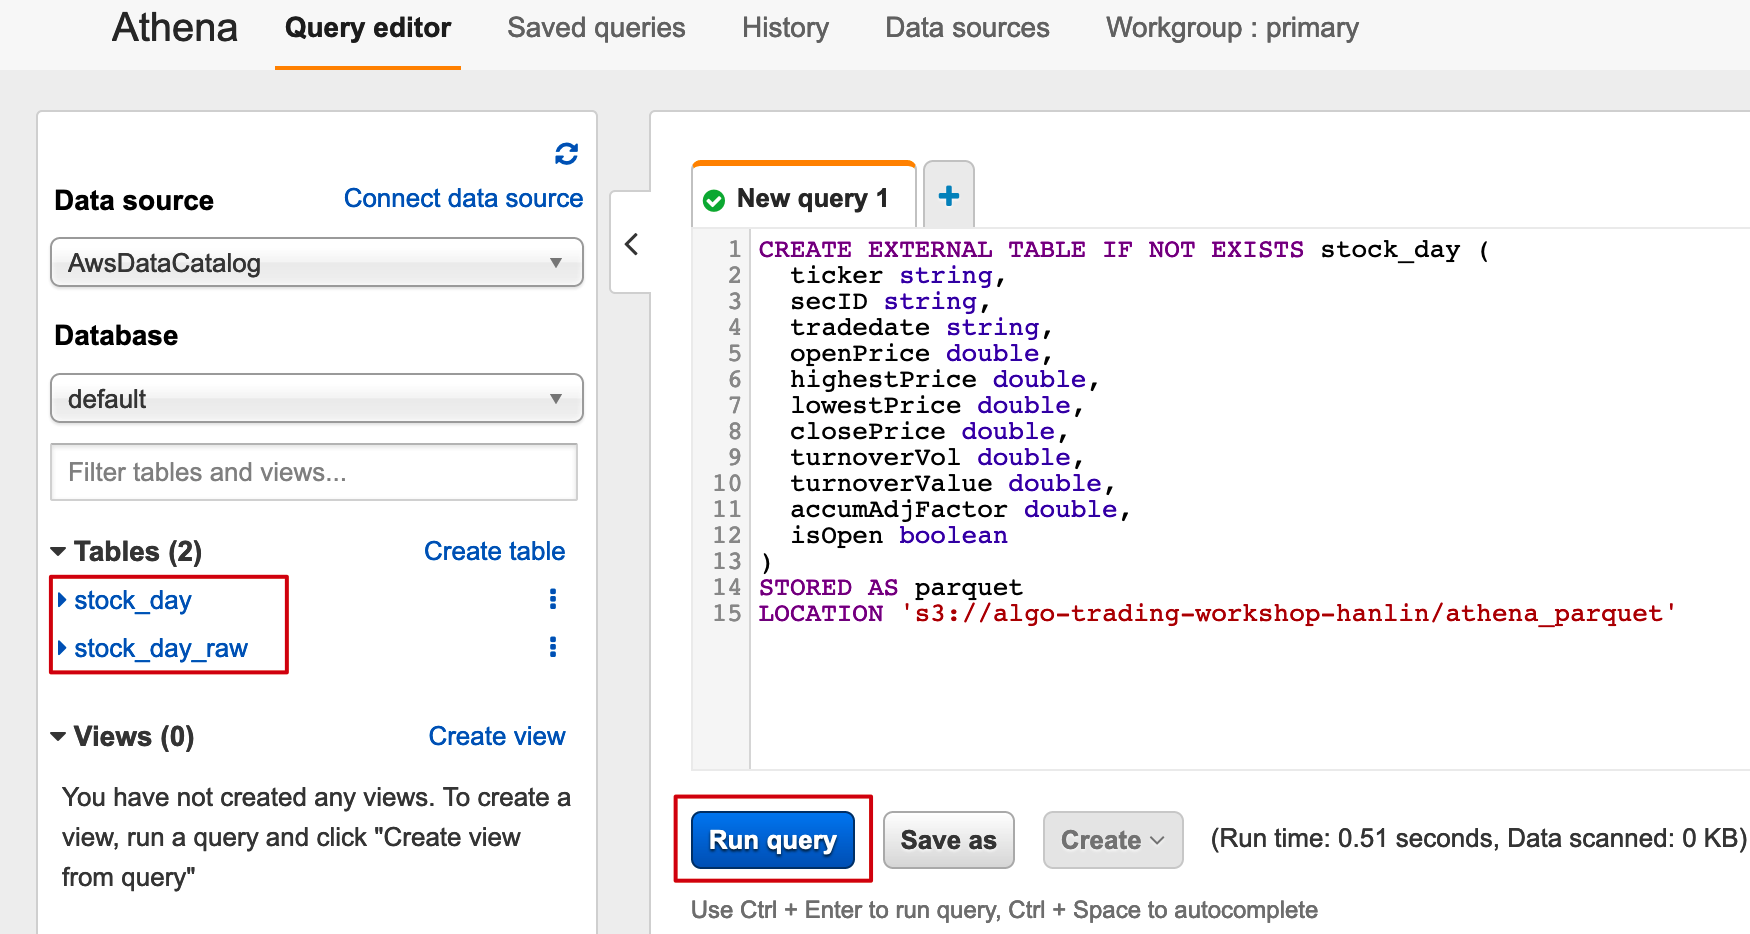 Athena Query editor Saved queries History Data sources Workgroup : primary
Data source Connect data source
AwsDataCatalog
Database
default
Filter tables and views...
Tables (2) Create table
stock_day
stock_day_raw
Views (0) Create view
You have not created any views. To create a
view, run a query and click "Create view
from query"
New query 1
1 CREATE EXTERNAL TABLE IF NOT EXISTS stock_day (
2 ticker string,
3 secID string,
4 tradedate string,
5 openPrice double,
6 highestPrice double,
7 lowestPrice double,
8 closePrice double,
9 turnoverVol double,
10 turnoverValue double,
11 accumAdjFactor double,
12 isOpen boolean
13 )
14 STORED AS parquet
15 LOCATION 's3://algo-trading-workshop-hanlin/athena_parquet'
Run query Save as Create (Run time: 0.51 seconds, Data scanned: 0 KB)
Use Ctrl + Enter to run query, Ctrl + Space to autocomplete